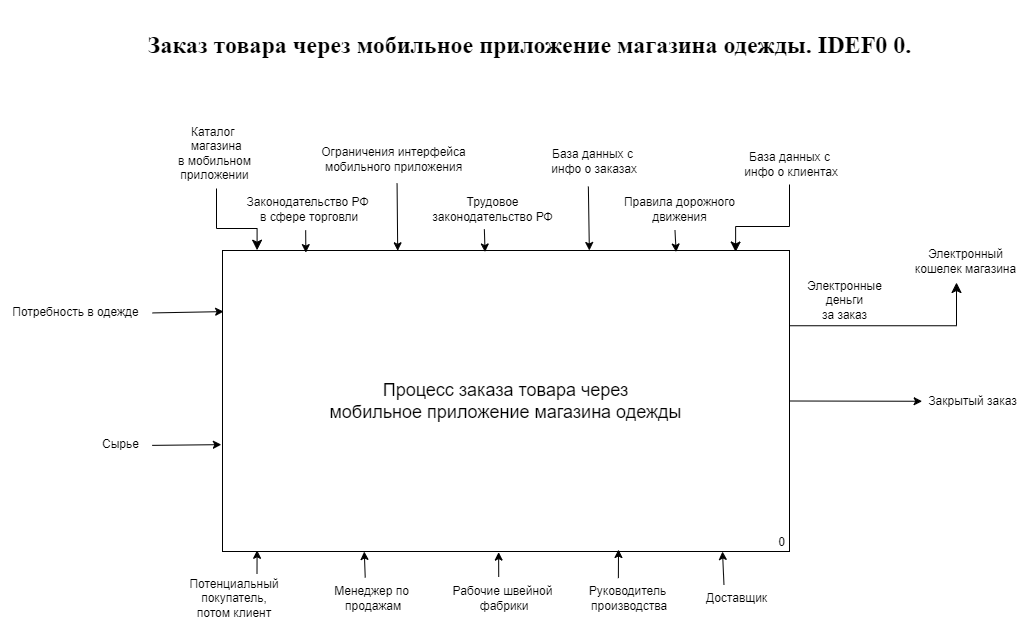 Заказ товара через мобильное приложение магазина одежды. IDEF0 0.
Каталог
магазина
в мобильном
приложении
Законодательство РФ
в сфере торговли
Ограничения интерфейса
мобильного приложения
Трудовое
законодательство РФ
База данных с
инфо о заказах
Правила дорожного
движения
База данных с
инфо о клиентах
Потребность в одежде
Сырье
Процесс заказа товара через
мобильное приложение магазина одежды
0
Электронные
деньги
за заказ
Электронный
кошелек магазина
Закрытый заказ
Потенциальный
покупатель,
потом клиент
Менеджер по
продажам
Рабочие швейной
фабрики
Руководитель
производства
Доставщик